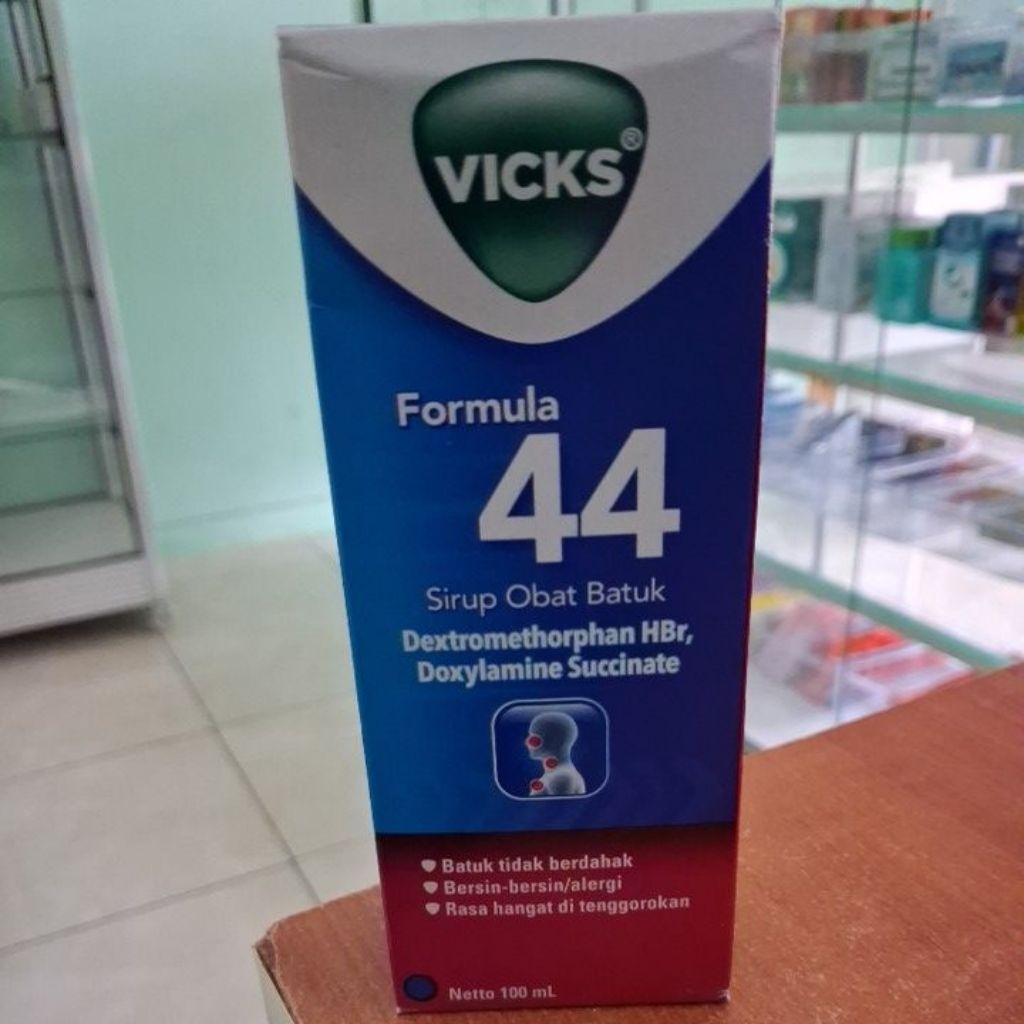 VICKS®
Formula
44
Sirup Obat Batuk
Dextromethorphan HBr,
Doxylamine Succinate
Batuk tidak berdahak
Bersin-bersin/alergi
Rasa hangat di tenggorokan
Netto 100 mL